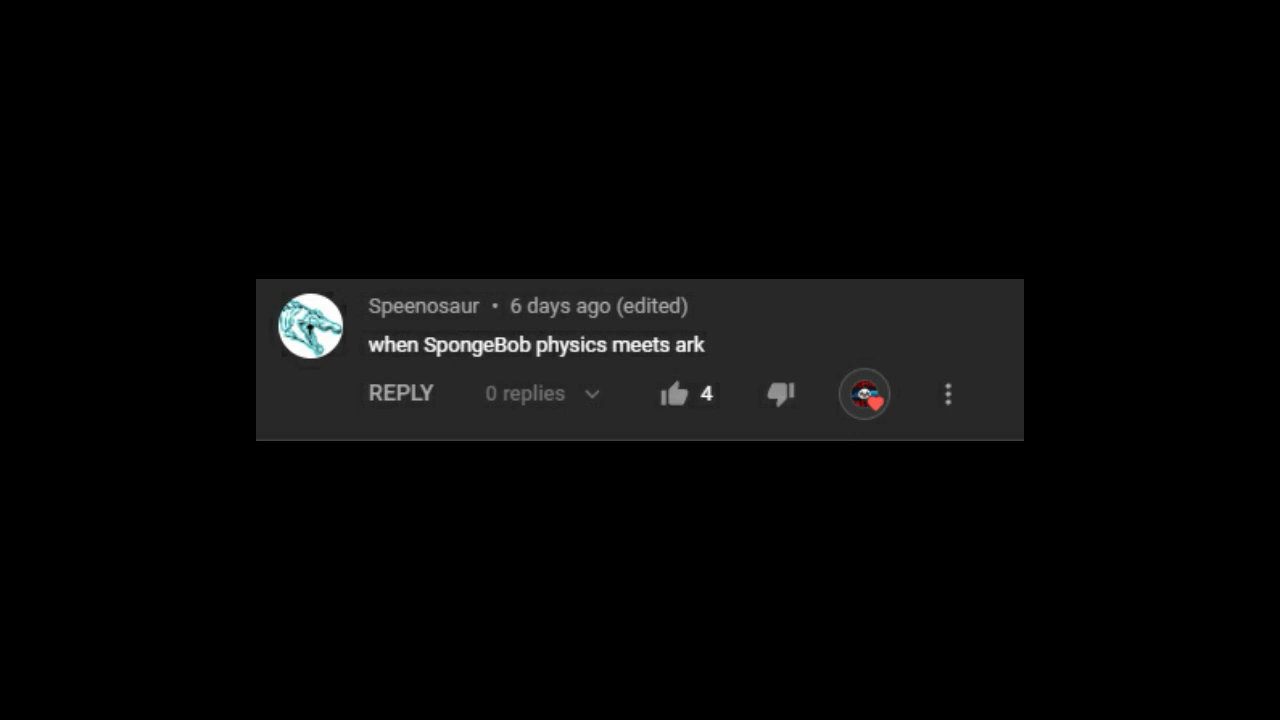 Speenosaur • 6 days ago (edited)
when SpongeBob physics meets ark
REPLY 0 replies 4